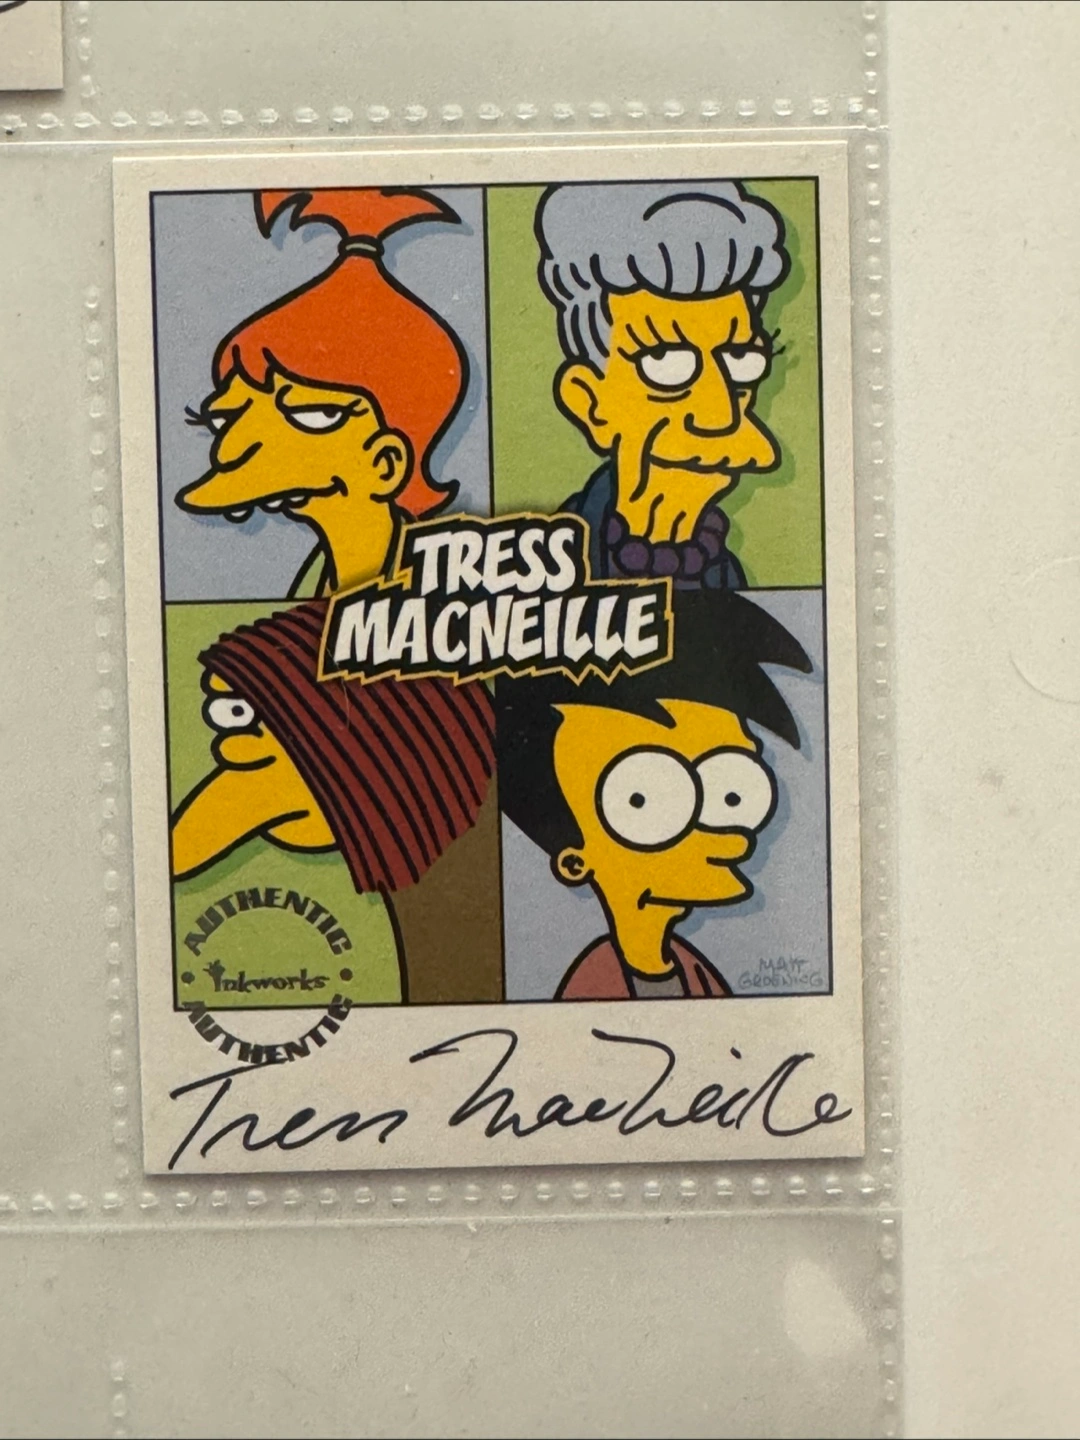 TRESS
MACNEILLE
AUTHENTIC
Inkworks
AUTHENTIC
MATT
GROENING
Tress MacNeille